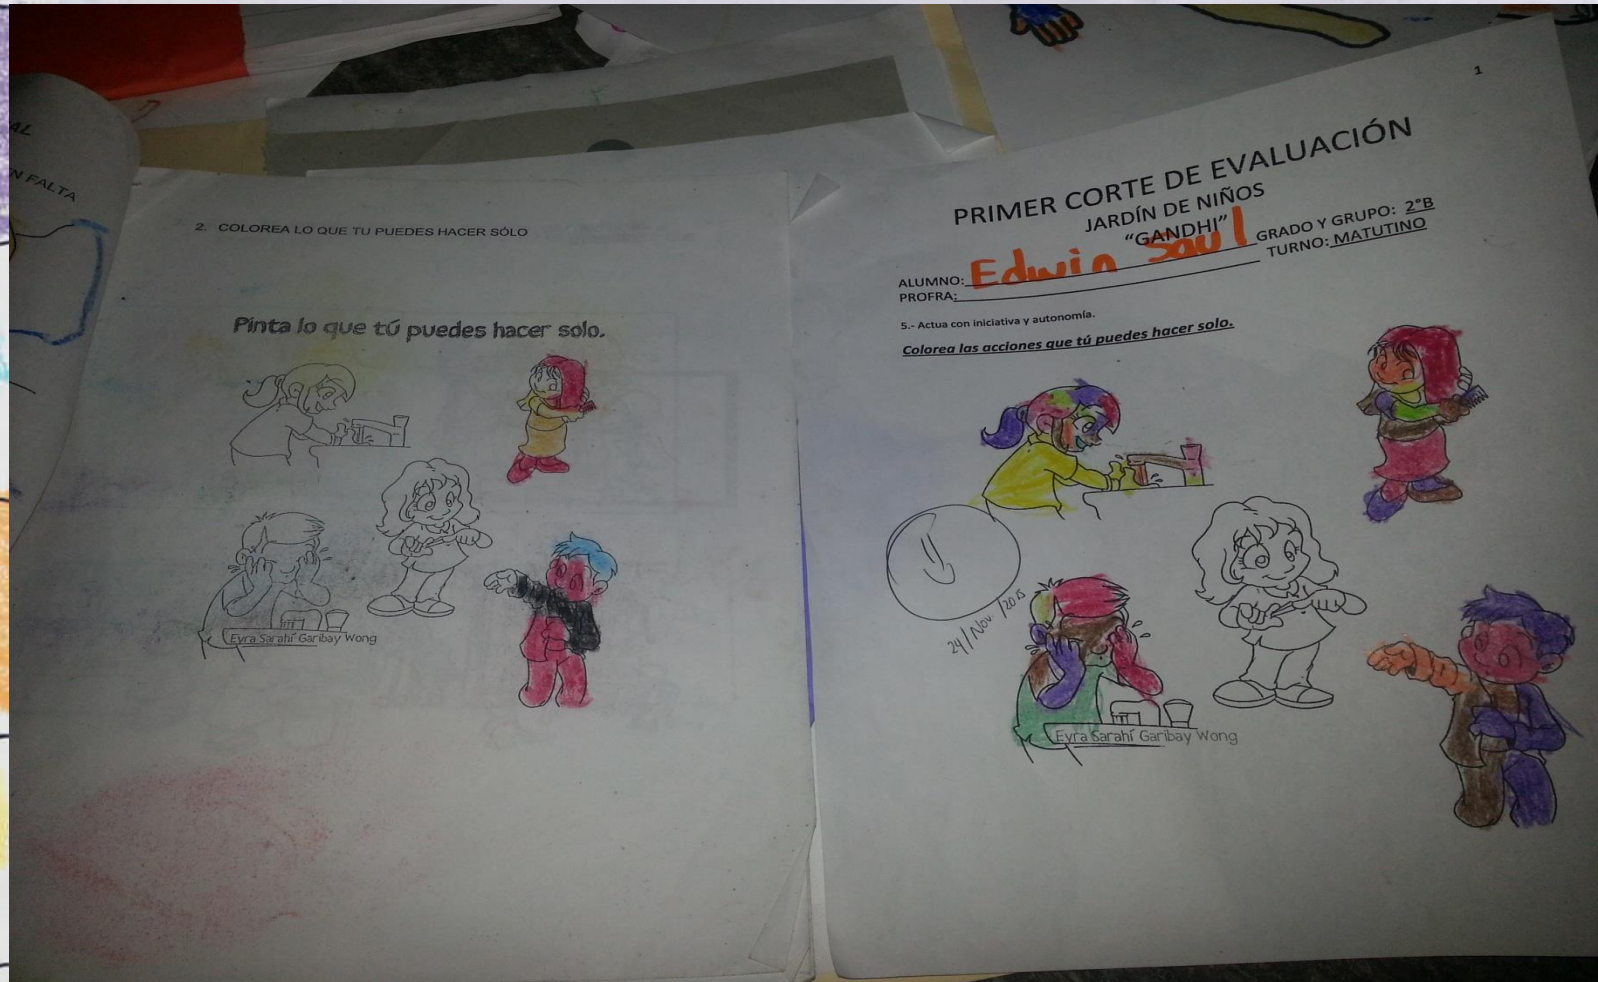 AL
N FALTA
2. COLOREA LO QUE TU PUEDES HACER SÓLO
Pinta lo que tú puedes hacer solo.
Eyra Sarahí Garibay Wong
1
PRIMER CORTE DE EVALUACIÓN
JARDÍN DE NIÑOS
“GANDHI”
ALUMNO: Edwin Saul GRADO Y GRUPO: 2°B
PROFRA: TURNO: MATUTINO
5.- Actua con iniciativa y autonomía.
Colorea las acciones que tú puedes hacer solo.
24/Nov/2015
Eyra Sarahí Garibay Wong